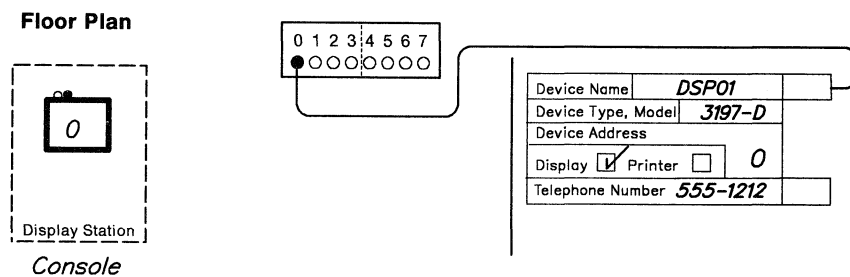 Floor Plan
0
Display Station
Console
0 1 2 3 4 5 6 7
Device Name DSP01
Device Type, Model 3197-D
Device Address
Display Printer 0
Telephone Number 555-1212